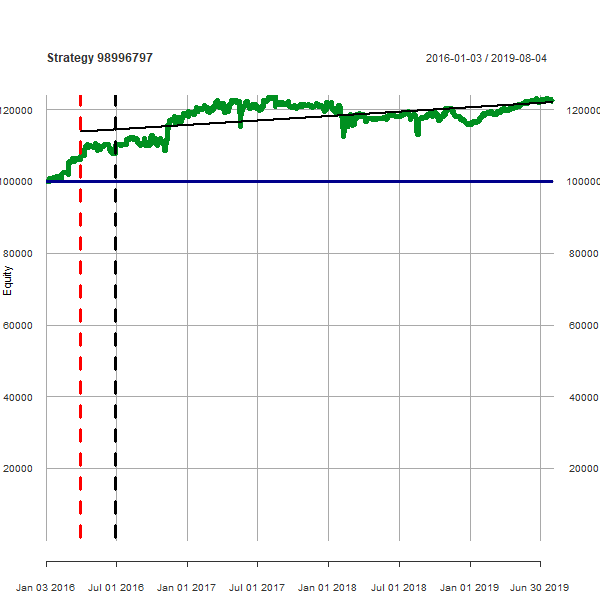 Strategy 98996797 2016-01-03 / 2019-08-04
120000 120000
100000 100000
80000 80000
Equity
60000 60000
40000 40000
20000 20000
Jan 03 2016 Jul 01 2016 Jan 01 2017 Jul 01 2017 Jan 01 2018 Jul 01 2018 Jan 01 2019 Jun 30 2019